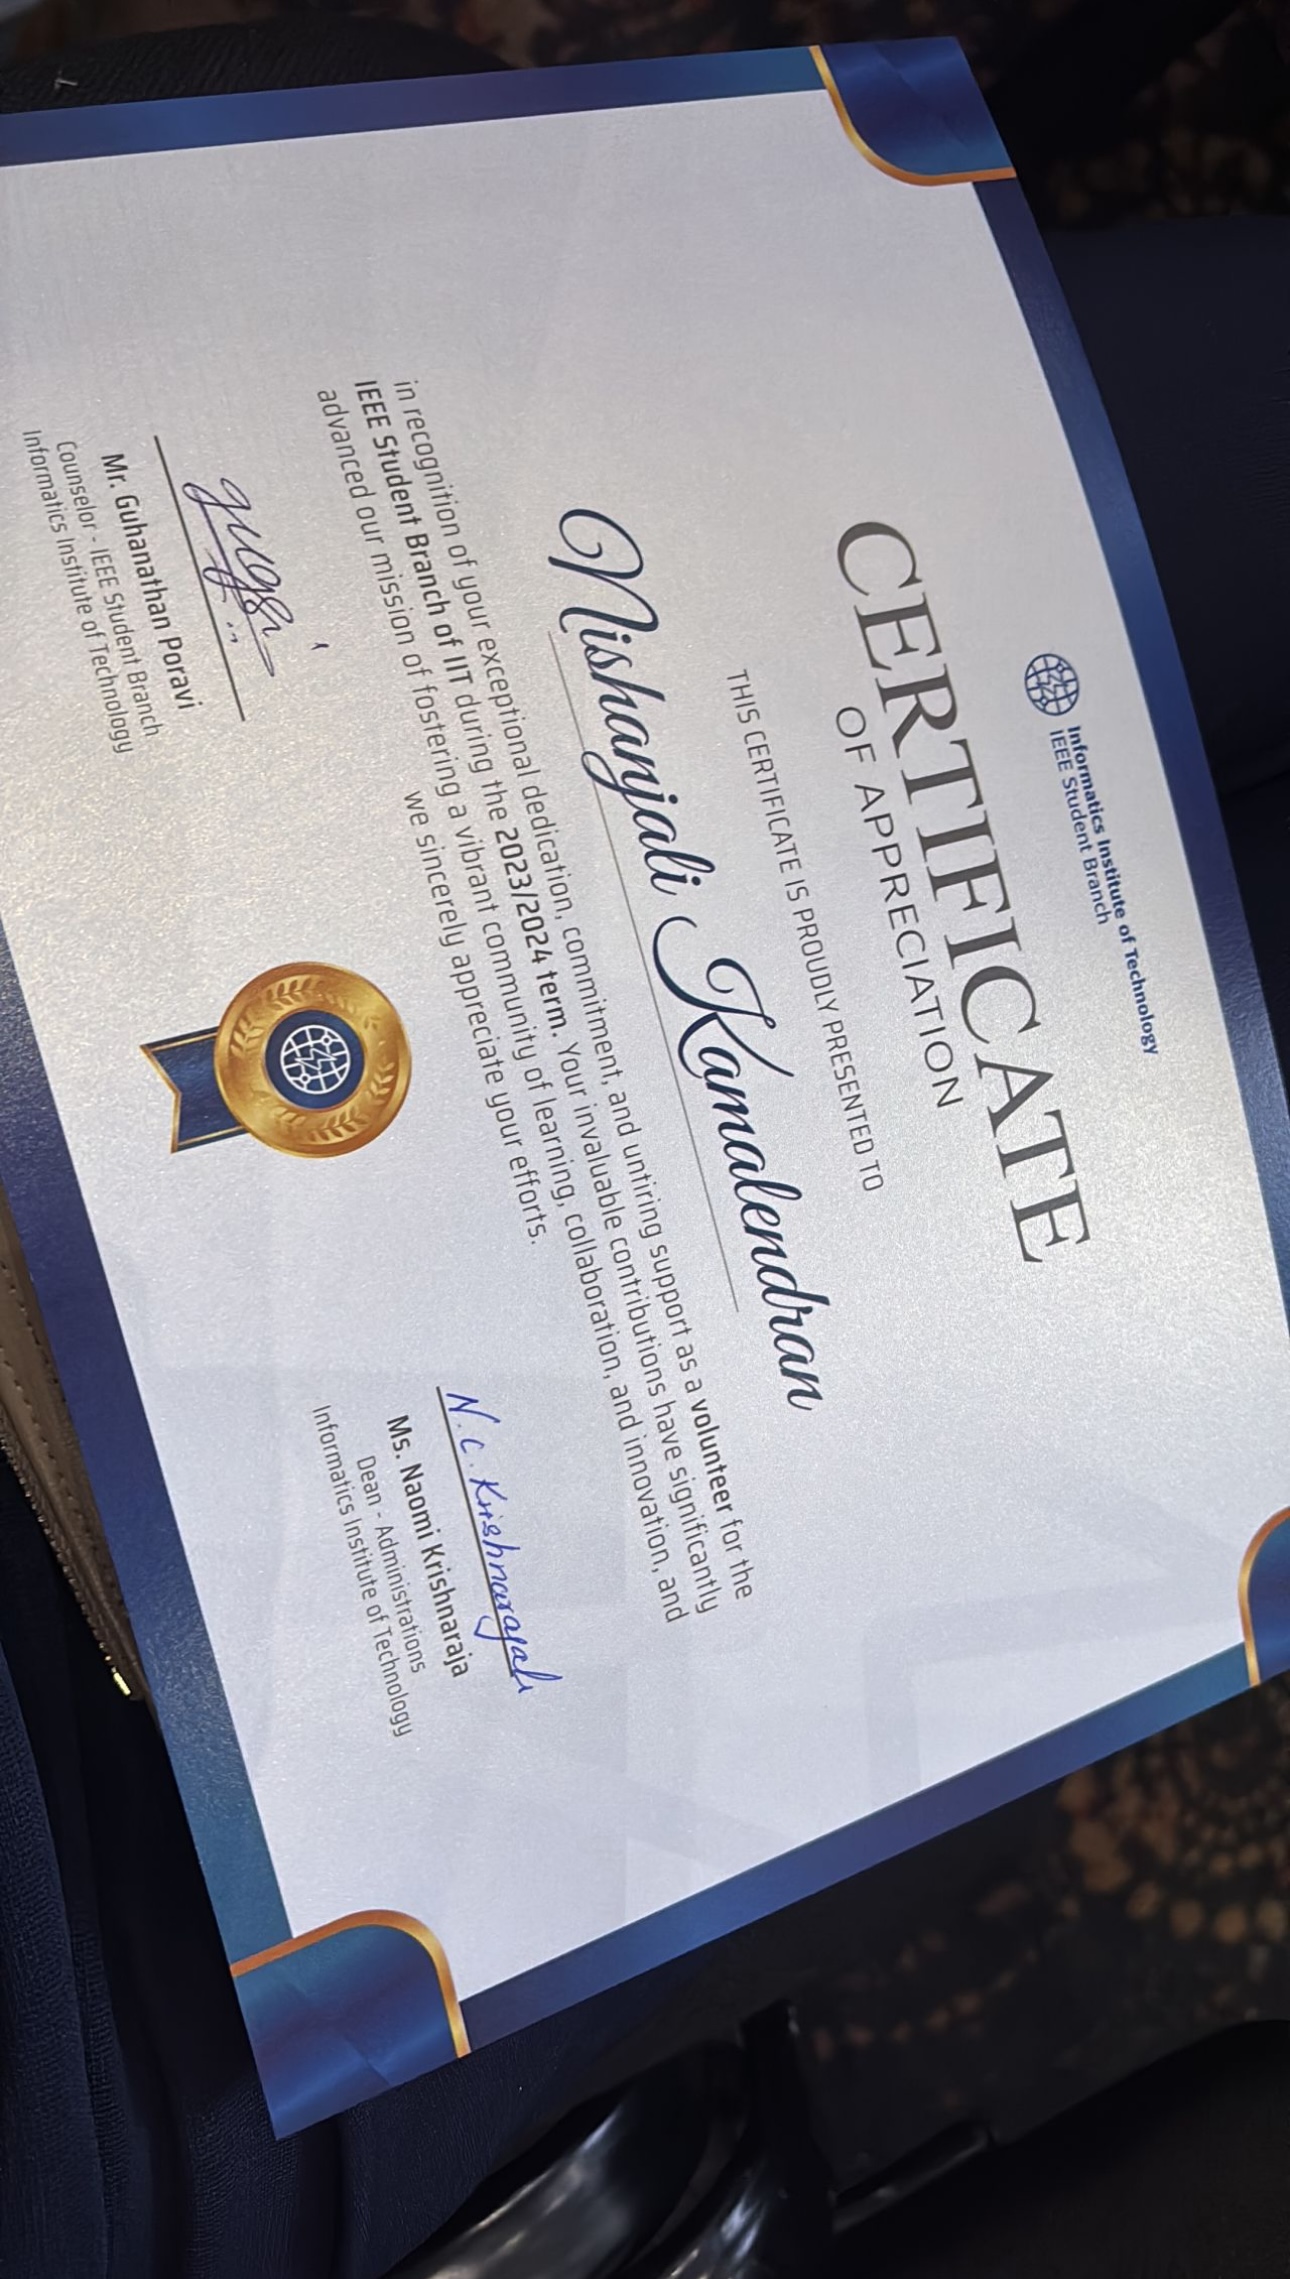 Informatics Institute of Technology
IEEE Student Branch
CERTIFICATE
OF APPRECIATION
THIS CERTIFICATE IS PROUDLY PRESENTED TO
Nishanjali Kamalendran
in recognition of your exceptional dedication, commitment, and untiring support as a volunteer for the
IEEE Student Branch of IIT during the 2023/2024 term. Your invaluable contributions have significantly
advanced our mission of fostering a vibrant community of learning, collaboration, and innovation, and
we sincerely appreciate your efforts.
Mr. Guhanathan Poravi
Counselor - IEEE Student Branch
Informatics Institute of Technology
N. C. Krishnarajah
Ms. Naomi Krishnaraja
Dean - Administrations
Informatics Institute of Technology